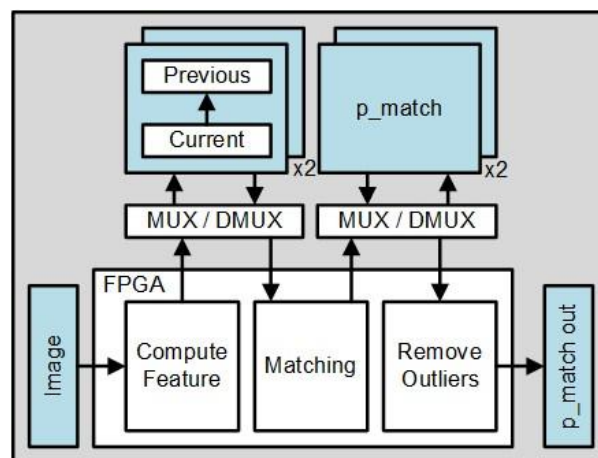 Previous
Current
x2
p_match
x2
MUX / DMUX
MUX / DMUX
FPGA
Image
Compute
Feature
Matching
Remove
Outliers
p_match out